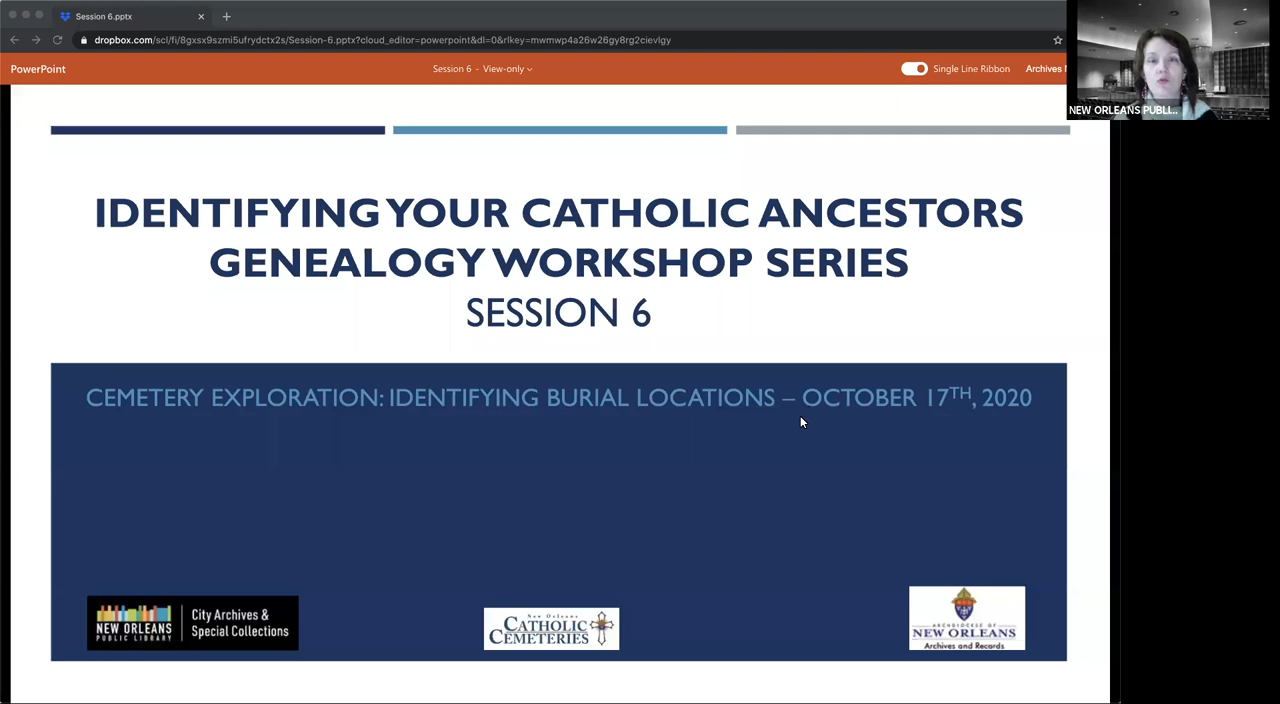 Session 6.pptx
dropbox.com/scl/fi/8gxsx9szmi5ufrydctx2s/Session-6.pptx?cloud_editor=powerpoint&dl=0&rlkey=mwmwp4a26w26gy8rg2cievlgy
PowerPoint
Session 6 - View-only
Single Line Ribbon
Archives
NEW ORLEANS PUBLI...
IDENTIFYING YOUR CATHOLIC ANCESTORS
GENEALOGY WORKSHOP SERIES
SESSION 6
CEMETERY EXPLORATION: IDENTIFYING BURIAL LOCATIONS – OCTOBER 17TH, 2020
NEW ORLEANS
PUBLIC LIBRARY
City Archives &
Special Collections
New Orleans
CATHOLIC
CEMETERIES
ARCHDIOCESE OF
NEW ORLEANS
Archives and Records